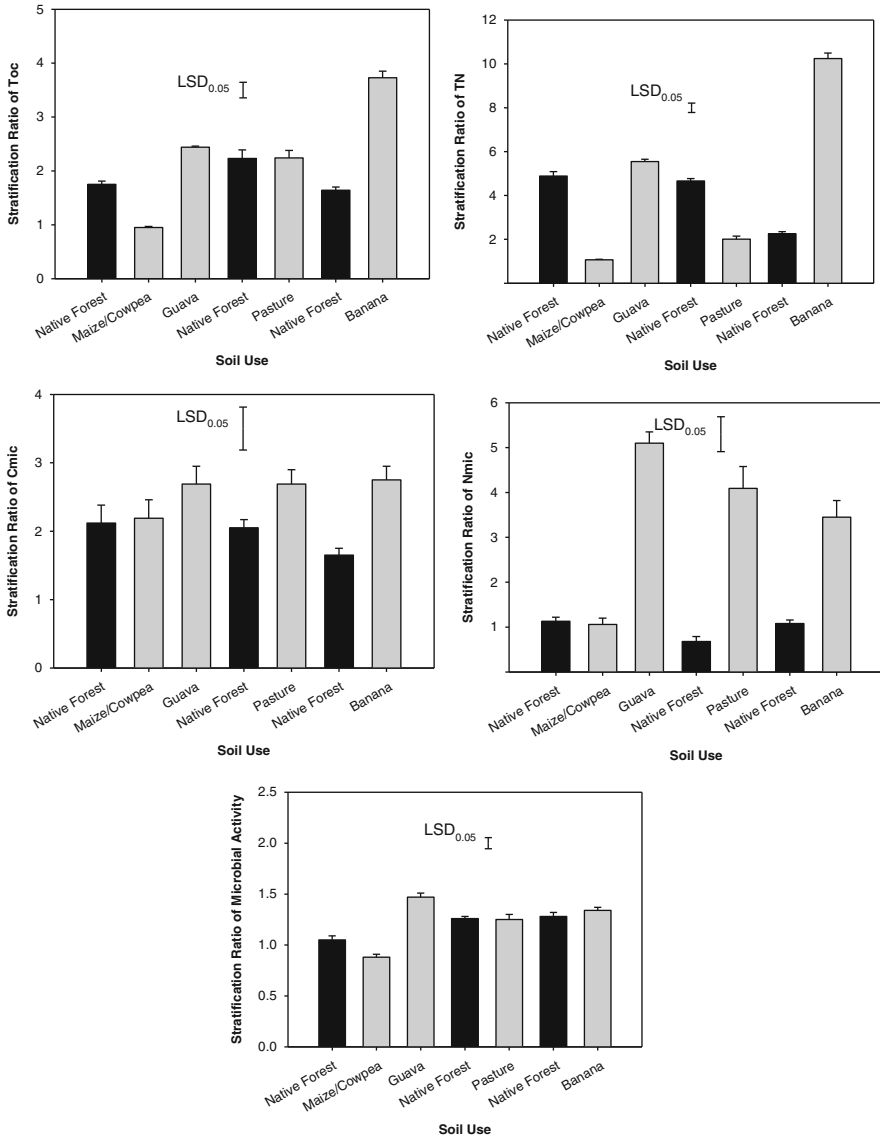 5
4
3
2
1
0
Stratification Ratio of Toc
LSD0.05
Native Forest
Maize/Cowpea
Guava
Native Forest
Pasture
Native Forest
Banana
Soil Use
12
10
8
6
4
2
Stratification Ratio of TN
LSD0.05
Native Forest
Maize/Cowpea
Guava
Native Forest
Pasture
Native Forest
Banana
Soil Use
4
3
2
1
0
Stratification Ratio of Cmic
LSD0.05
Native Forest
Maize/Cowpea
Guava
Native Forest
Pasture
Native Forest
Banana
Soil Use
6
5
4
3
2
1
Stratification Ratio of Nmic
LSD0.05
Native Forest
Maize/Cowpea
Guava
Native Forest
Pasture
Native Forest
Banana
Soil Use
2.5
2.0
1.5
1.0
0.5
0.0
Stratification Ratio of Microbial Activity
LSD0.05
Native Forest
Maize/Cowpea
Guava
Native Forest
Pasture
Native Forest
Banana
Soil Use